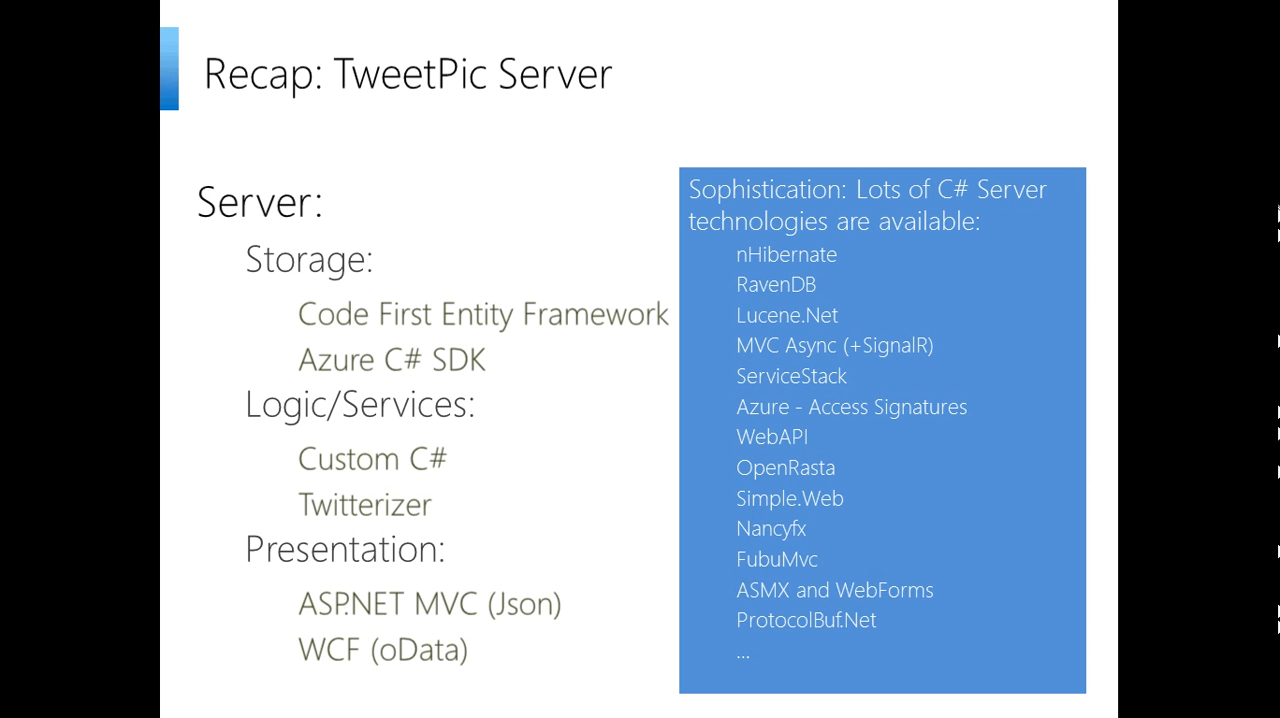 Recap: TweetPic Server
Server:
Storage:
Code First Entity Framework
Azure C# SDK
Logic/Services:
Custom C#
Twitterizer
Presentation:
ASP.NET MVC (Json)
WCF (oData)
Sophistication: Lots of C# Server
technologies are available:
nHibernate
RavenDB
Lucene.Net
MVC Async (+SignalR)
ServiceStack
Azure - Access Signatures
WebAPI
OpenRasta
Simple.Web
Nancyfx
FubuMvc
ASMX and WebForms
ProtocolBuf.Net
...